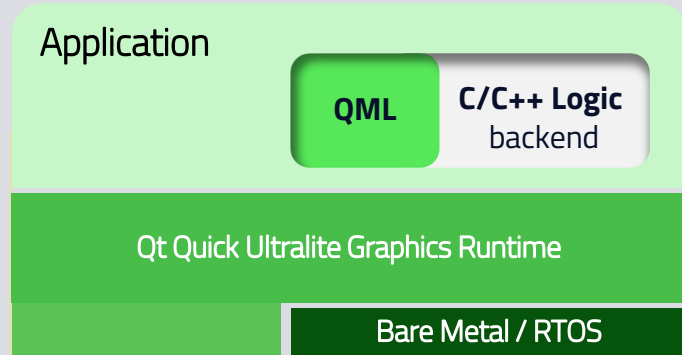 Application
QML
C/C++ Logic
backend
Qt Quick Ultralite Graphics Runtime
Bare Metal / RTOS